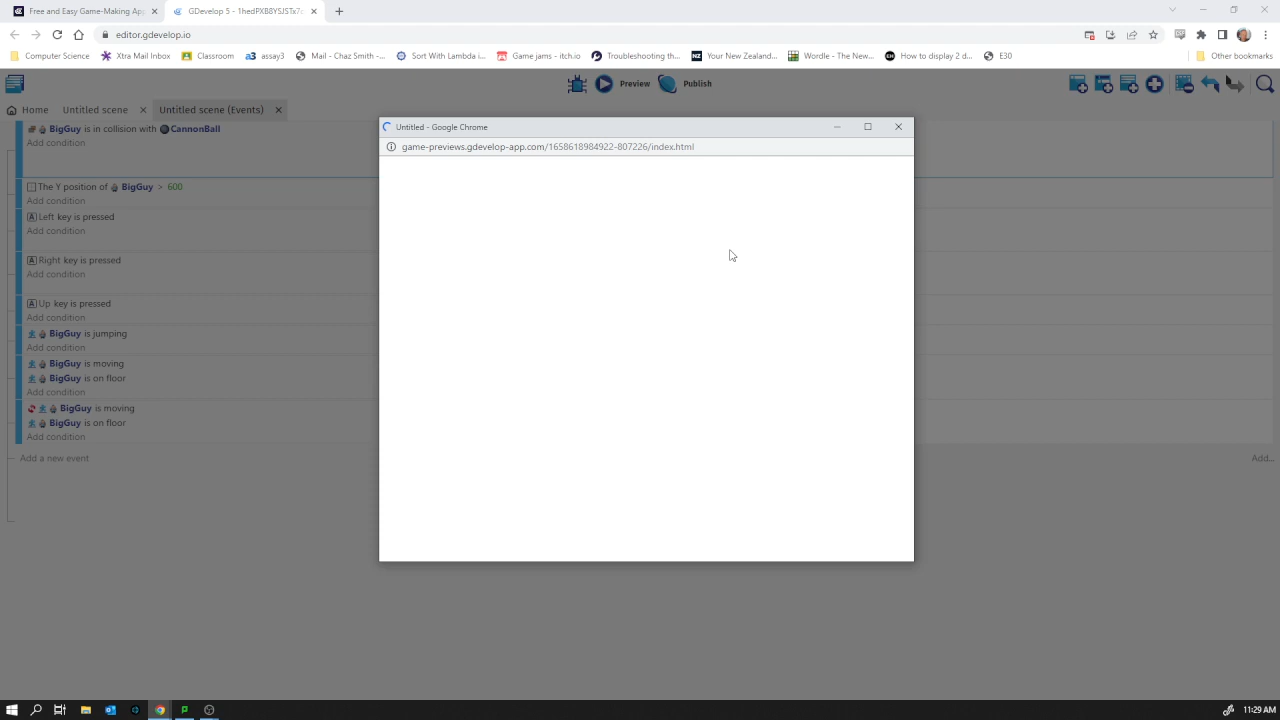 Free and Easy Game-Making App
GDevelop 5 - 1hedPXB8YSJSTx7
editor.gdevelop.io
Computer Science
Xtra Mail Inbox
Classroom
assay3
Mail - Chaz Smith -...
Sort With Lambda i...
Game jams - itch.io
Troubleshooting th...
Your New Zealand...
Wordle - The New...
How to display 2 d...
E30
Other bookmarks
Preview
Publish
Home
Untitled scene
Untitled scene (Events)
Untitled - Google Chrome
game-previews.gdevelop-app.com/1658618984922-807226/index.html
BigGuy is in collision with CannonBall
Add condition
The Y position of BigGuy > 600
Add condition
Left key is pressed
Add condition
Right key is pressed
Add condition
Up key is pressed
Add condition
BigGuy is jumping
Add condition
BigGuy is moving
BigGuy is on floor
Add condition
BigGuy is moving
BigGuy is on floor
Add condition
Add a new event
Add...
11:29 AM